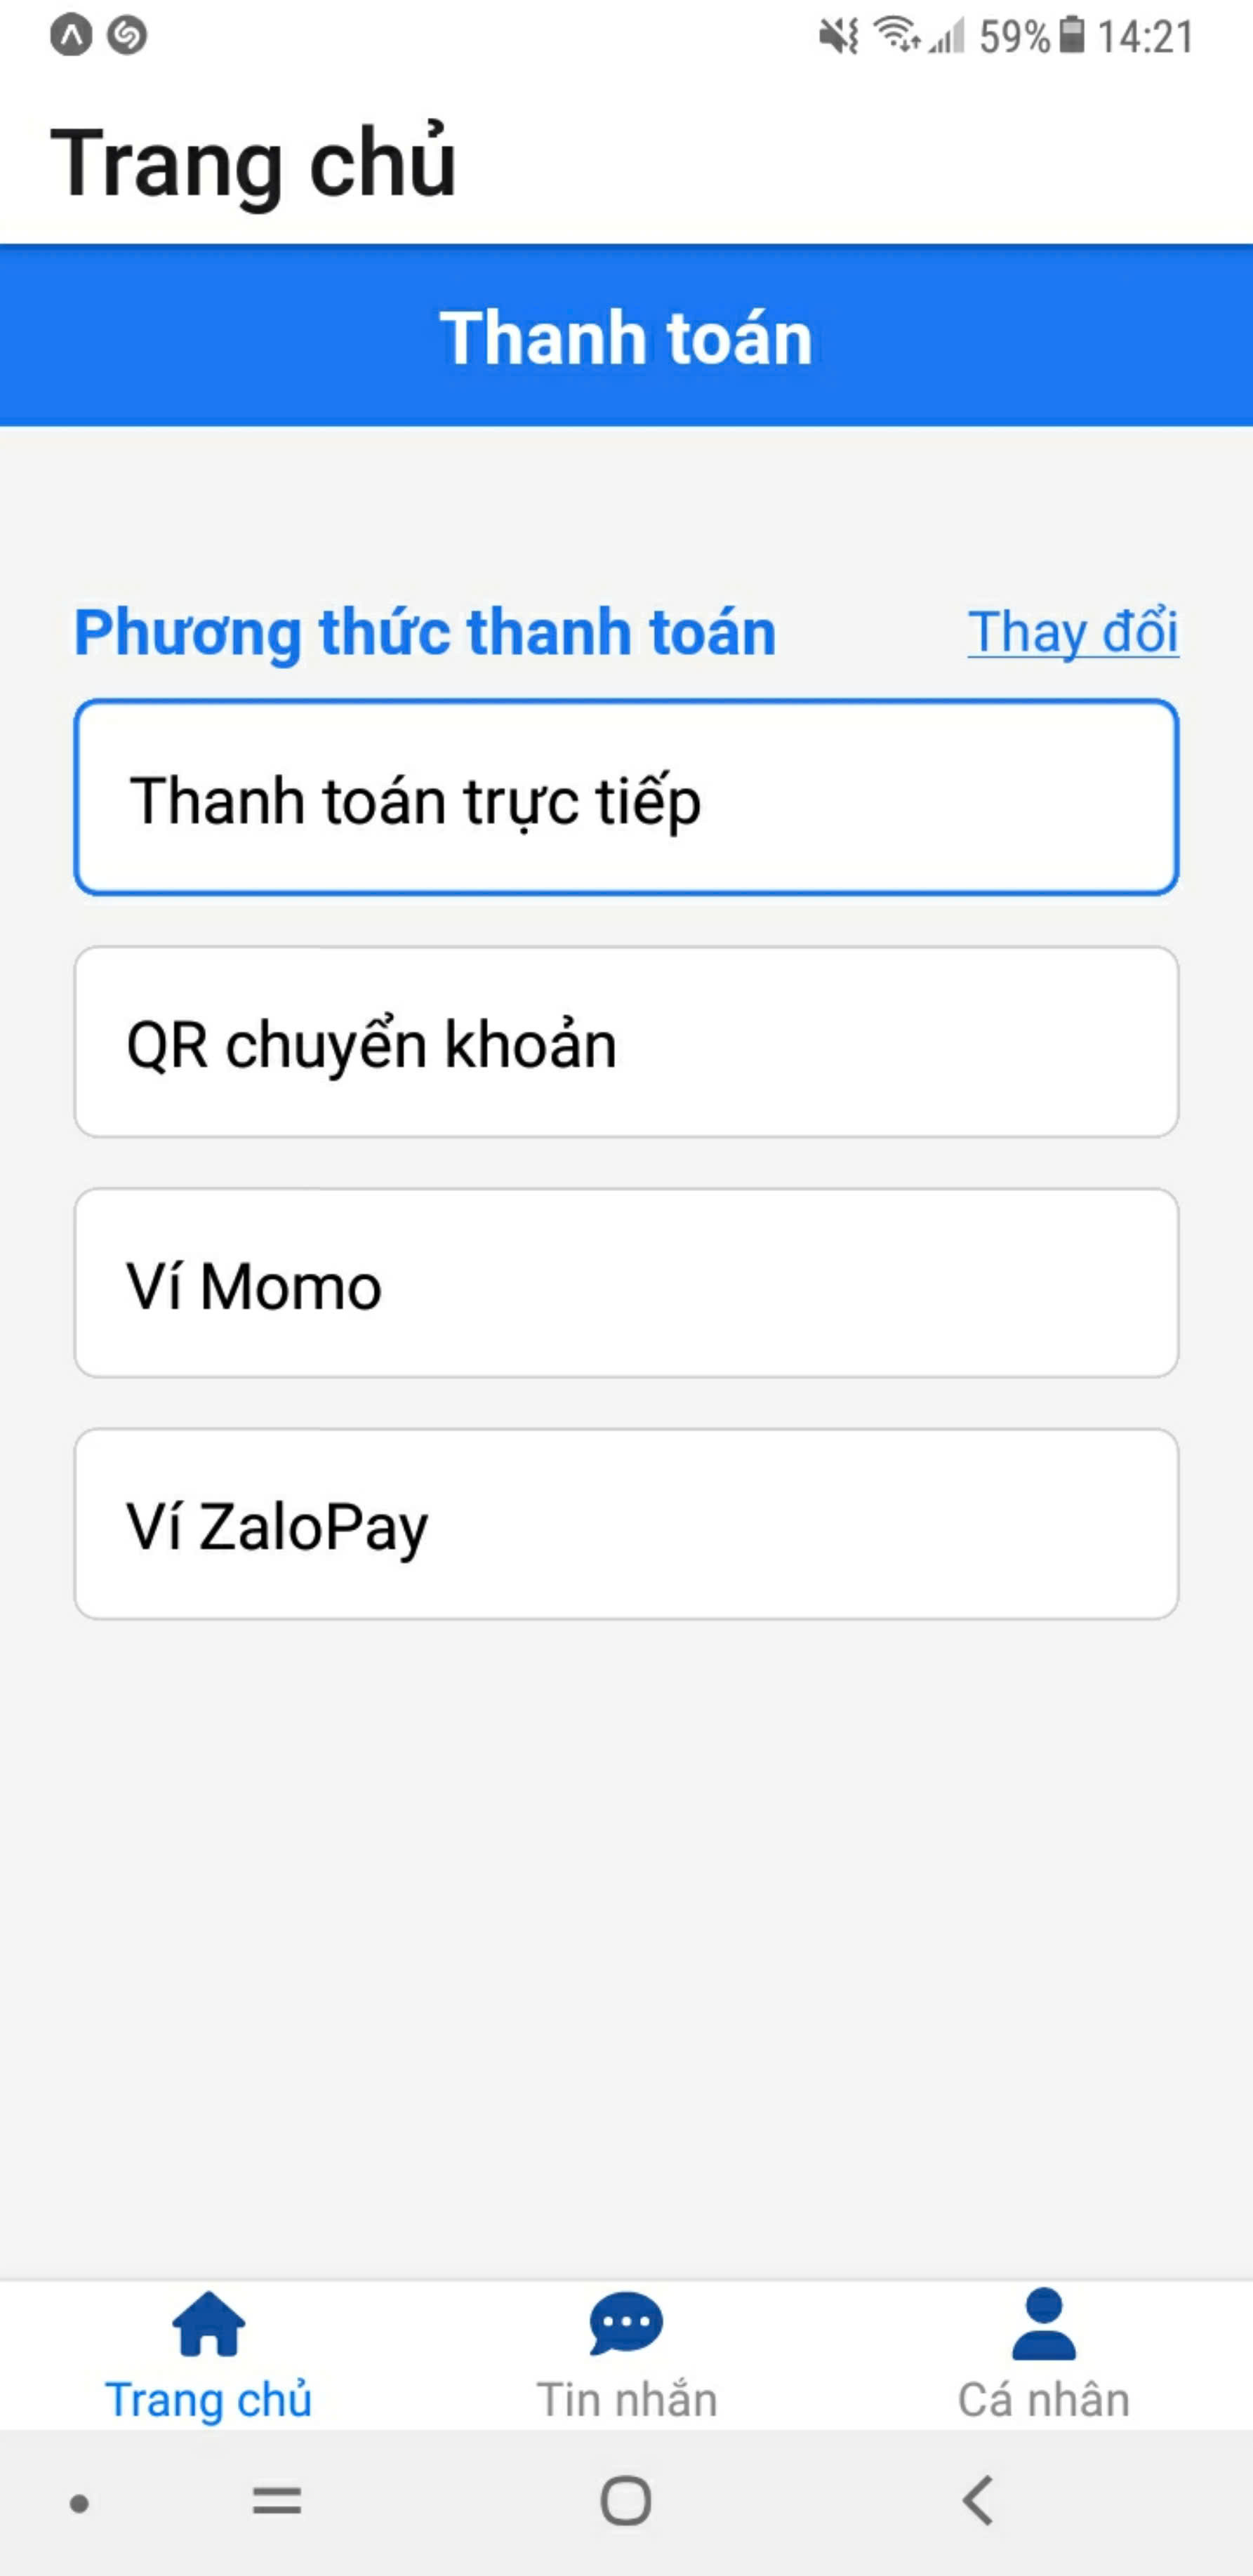 59% 14:21
Trang chủ
Thanh toán
Phương thức thanh toán Thay đổi
Thanh toán trực tiếp
QR chuyển khoản
Ví Momo
Ví ZaloPay
Trang chủ Tin nhắn Cá nhân